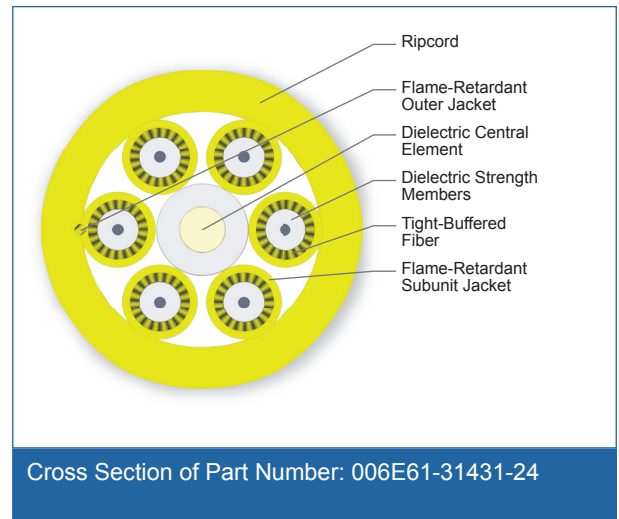 Ripcord
Flame-Retardant
Outer Jacket
Dielectric Central
Element
Dielectric Strength
Members
Tight-Buffered
Fiber
Flame-Retardant
Subunit Jacket
Cross Section of Part Number: 006E61-31431-24